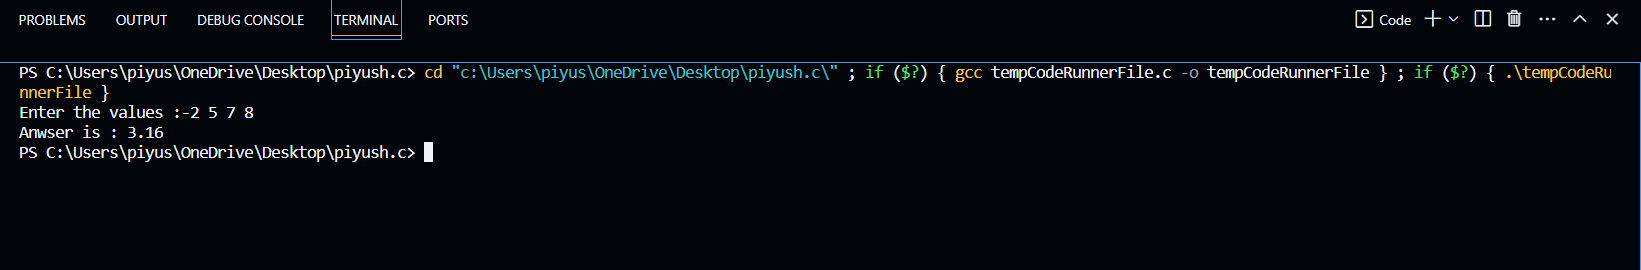 PROBLEMS OUTPUT DEBUG CONSOLE TERMINAL PORTS Code
PS C:\Users\piyus\OneDrive\Desktop\piyush.c> cd "c:\Users\piyus\OneDrive\Desktop\piyush.c\" ; if ($?) { gcc tempCodeRunnerFile.c -o tempCodeRunnerFile } ; if ($?) { .\tempCodeRu
nnerFile }
Enter the values :-2 5 7 8
Anwser is : 3.16
PS C:\Users\piyus\OneDrive\Desktop\piyush.c>